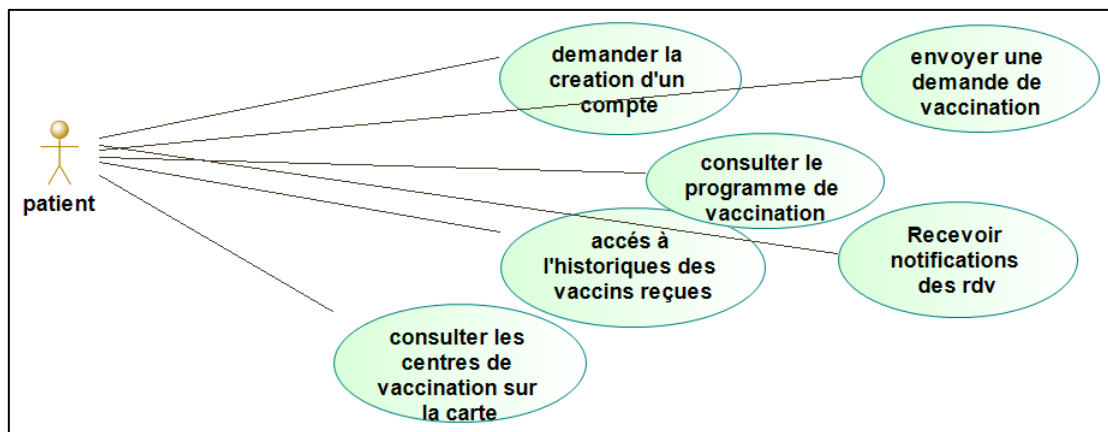 demander la
creation d'un
compte
envoyer une
demande de
vaccination
patient
consulter le
programme de
vaccination
accés à
l'historiques des
vaccins reçues
Recevoir
notifications
des rdv
consulter les
centres de
vaccination sur
la carte